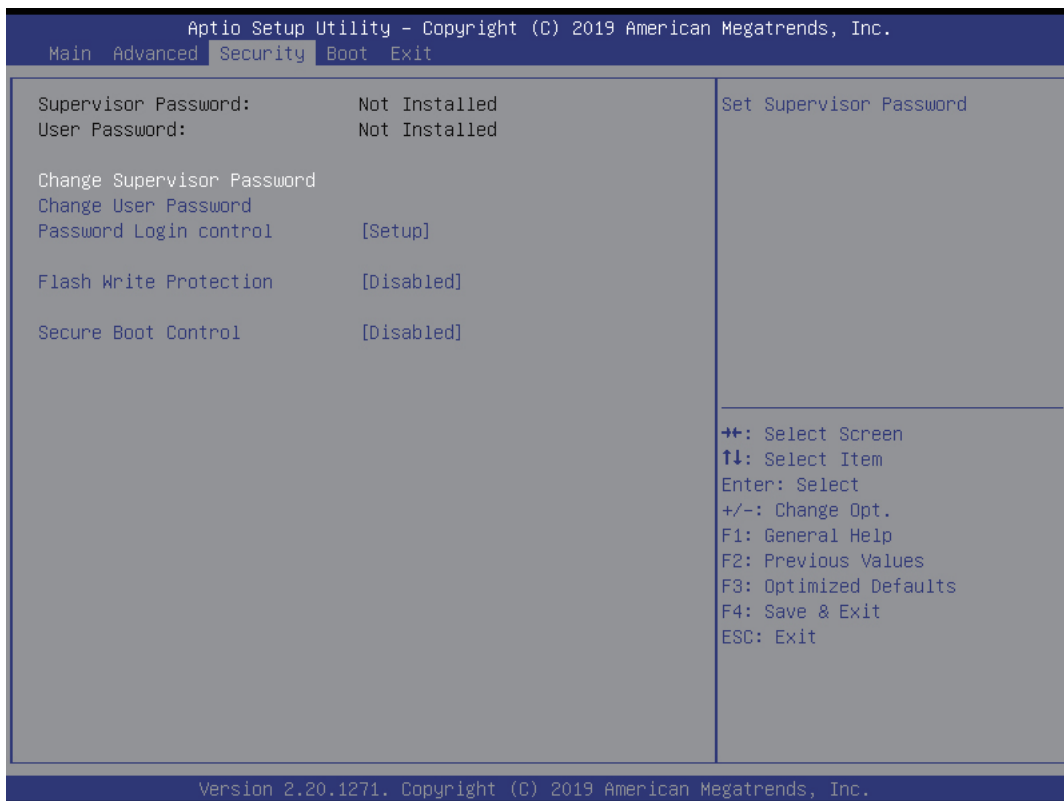 Aptio Setup Utility – Copyright (C) 2019 American Megatrends, Inc.
Main Advanced Security Boot Exit
Supervisor Password: Not Installed
User Password: Not Installed
Change Supervisor Password
Change User Password
Password Login control [Setup]
Flash Write Protection [Disabled]
Secure Boot Control [Disabled]
Set Supervisor Password
→←: Select Screen
↑↓: Select Item
Enter: Select
+/-: Change Opt.
F1: General Help
F2: Previous Values
F3: Optimized Defaults
F4: Save & Exit
ESC: Exit
Version 2.20.1271. Copyright (C) 2019 American Megatrends, Inc.